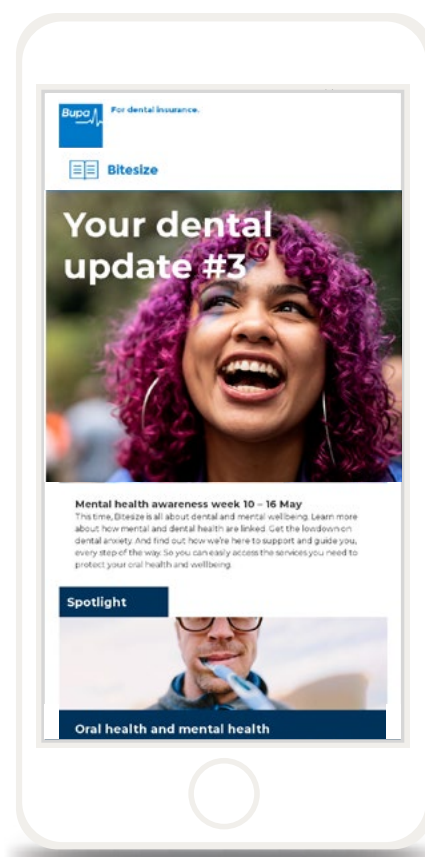 Bupa
For dental insurance.
Bitesize
Your dental
update #3
Mental health awareness week 10 – 16 May
This time, Bitesize is all about dental and mental wellbeing. Learn more
about how mental and dental health are linked. Get the lowdown on
dental anxiety. And find out how we're here to support and guide you,
every step of the way. So you can easily access the services you need to
protect your oral health and wellbeing.
Spotlight
Oral health and mental health